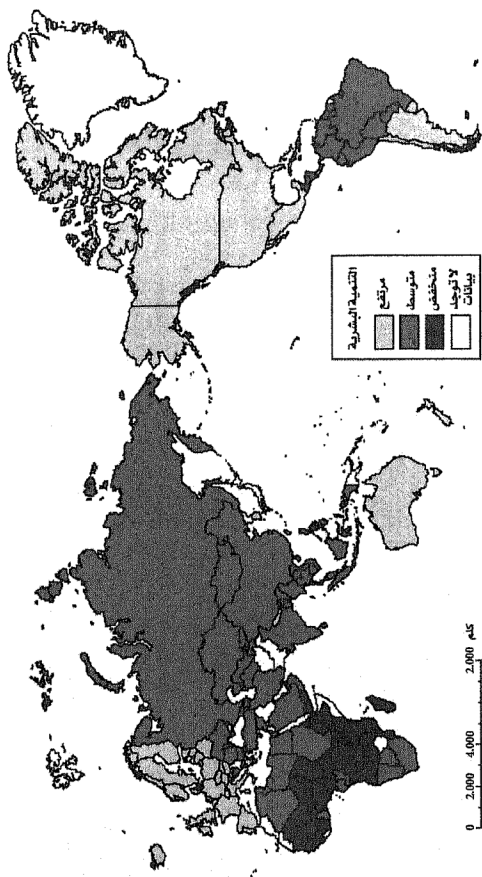 التنمية البشرية
مرتفع
متوسط
منخفض
لا توجد
بيانات
0 2.000 4.000 2.000 كلم